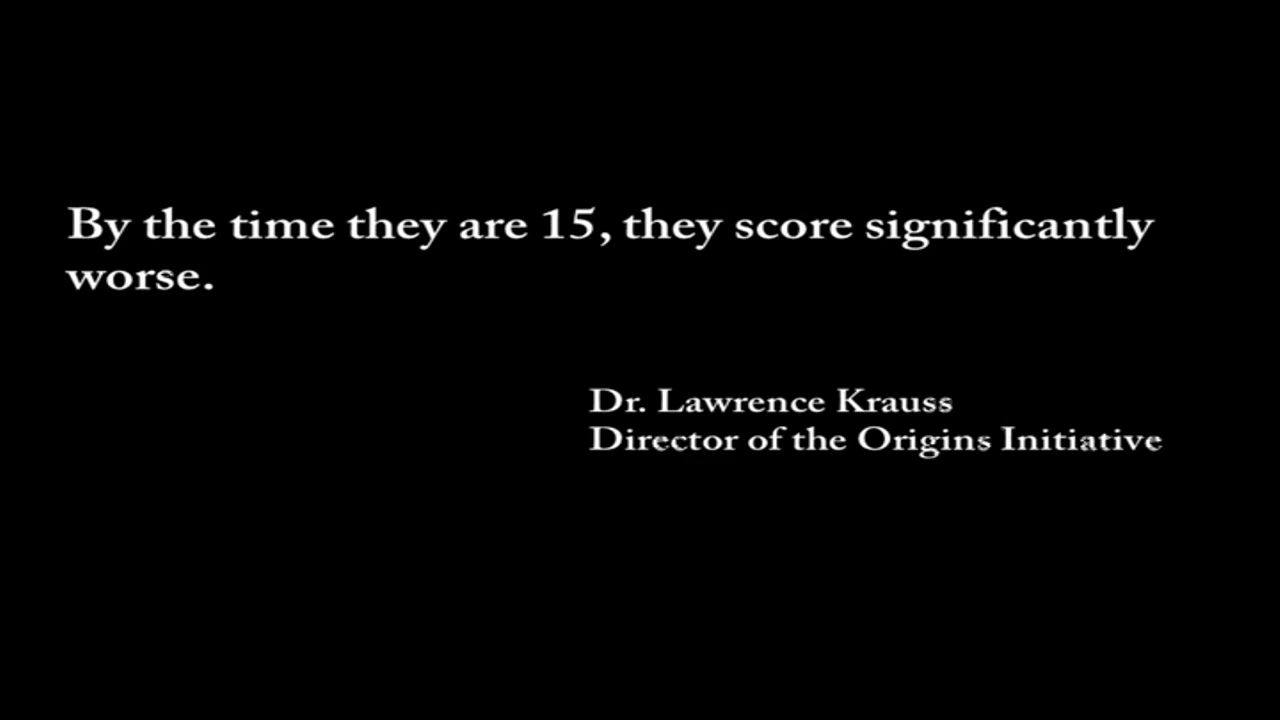 By the time they are 15, they score significantly
worse.
Dr. Lawrence Krauss
Director of the Origins Initiative